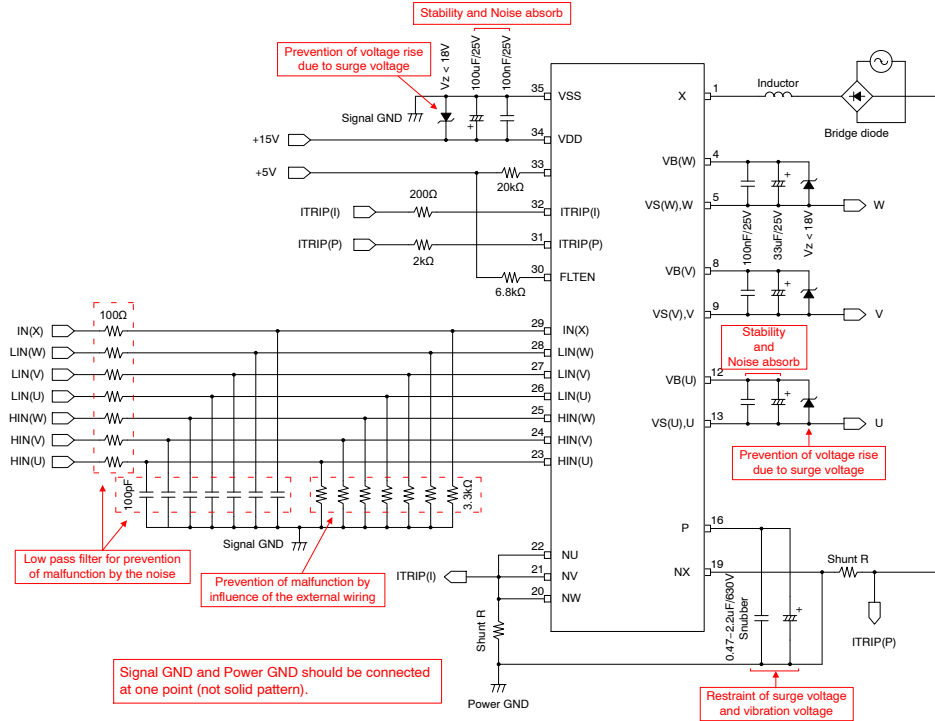 Stability and Noise absorb
Prevention of voltage rise
due to surge voltage
Vz < 18V
100uF/25V
100nF/25V
+
Signal GND
+15V
+5V
20kΩ
200Ω
ITRIP(I)
ITRIP(P)
2kΩ
6.8kΩ
35
VSS
34
VDD
33
32
ITRIP(I)
31
ITRIP(P)
30
FLTEN
100Ω
IN(X)
LIN(W)
LIN(V)
LIN(U)
HIN(W)
HIN(V)
HIN(U)
29
IN(X)
28
LIN(W)
27
LIN(V)
26
LIN(U)
25
HIN(W)
24
HIN(V)
23
HIN(U)
100pF
3.3kΩ
Signal GND
Low pass filter for prevention
of malfunction by the noise
Prevention of malfunction by
influence of the external wiring
ITRIP(I)
22
NU
21
NV
20
NW
Shunt R
Power GND
Signal GND and Power GND should be connected
at one point (not solid pattern).
X
1
Inductor
Bridge diode
VB(W)
4
+
VS(W),W
5
W
100nF/25V
33uF/25V
Vz < 18V
VB(V)
8
+
VS(V),V
9
V
Stability
and
Noise absorb
VB(U)
12
+
VS(U),U
13
U
Prevention of voltage rise
due to surge voltage
P
16
NX
19
Shunt R
0.47−2.2uF/630V
Snubber
+
ITRIP(P)
Restraint of surge voltage
and vibration voltage